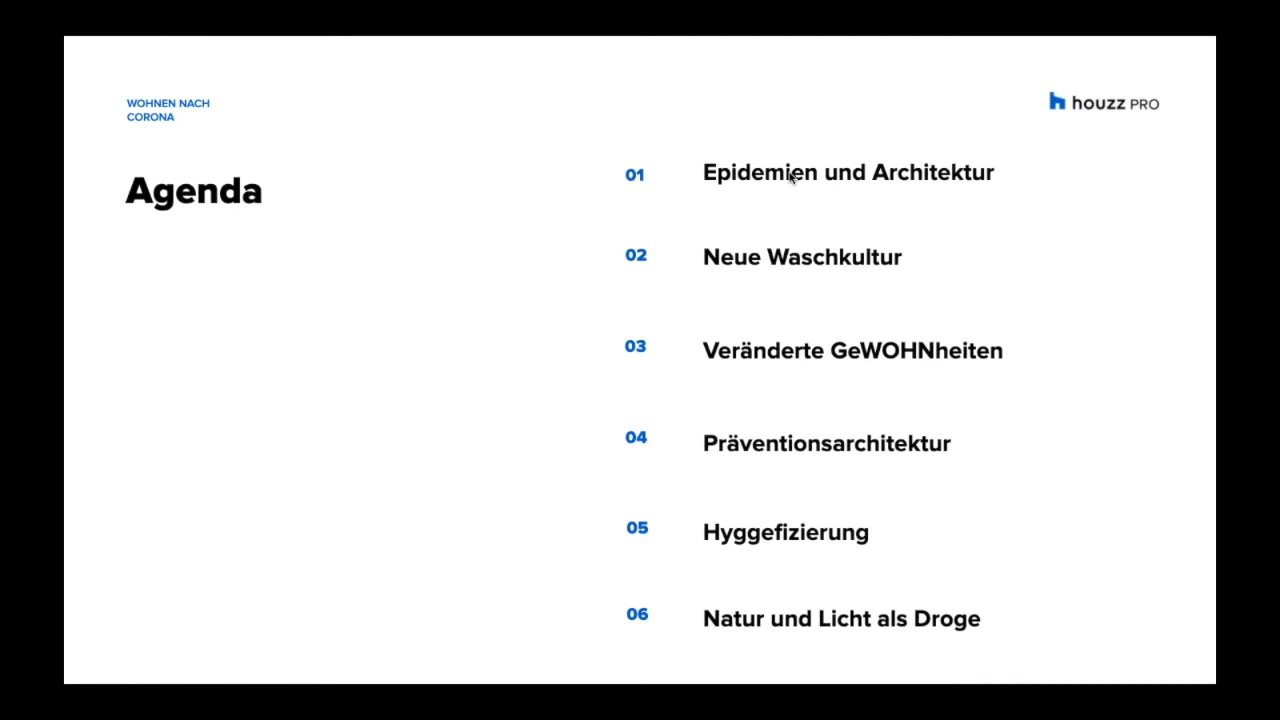 WOHNEN NACH
CORONA
houzz PRO
Agenda
01 Epidemien und Architektur
02 Neue Waschkultur
03 Veränderte GeWOHNheiten
04 Präventionsarchitektur
05 Hyggefizierung
06 Natur und Licht als Droge